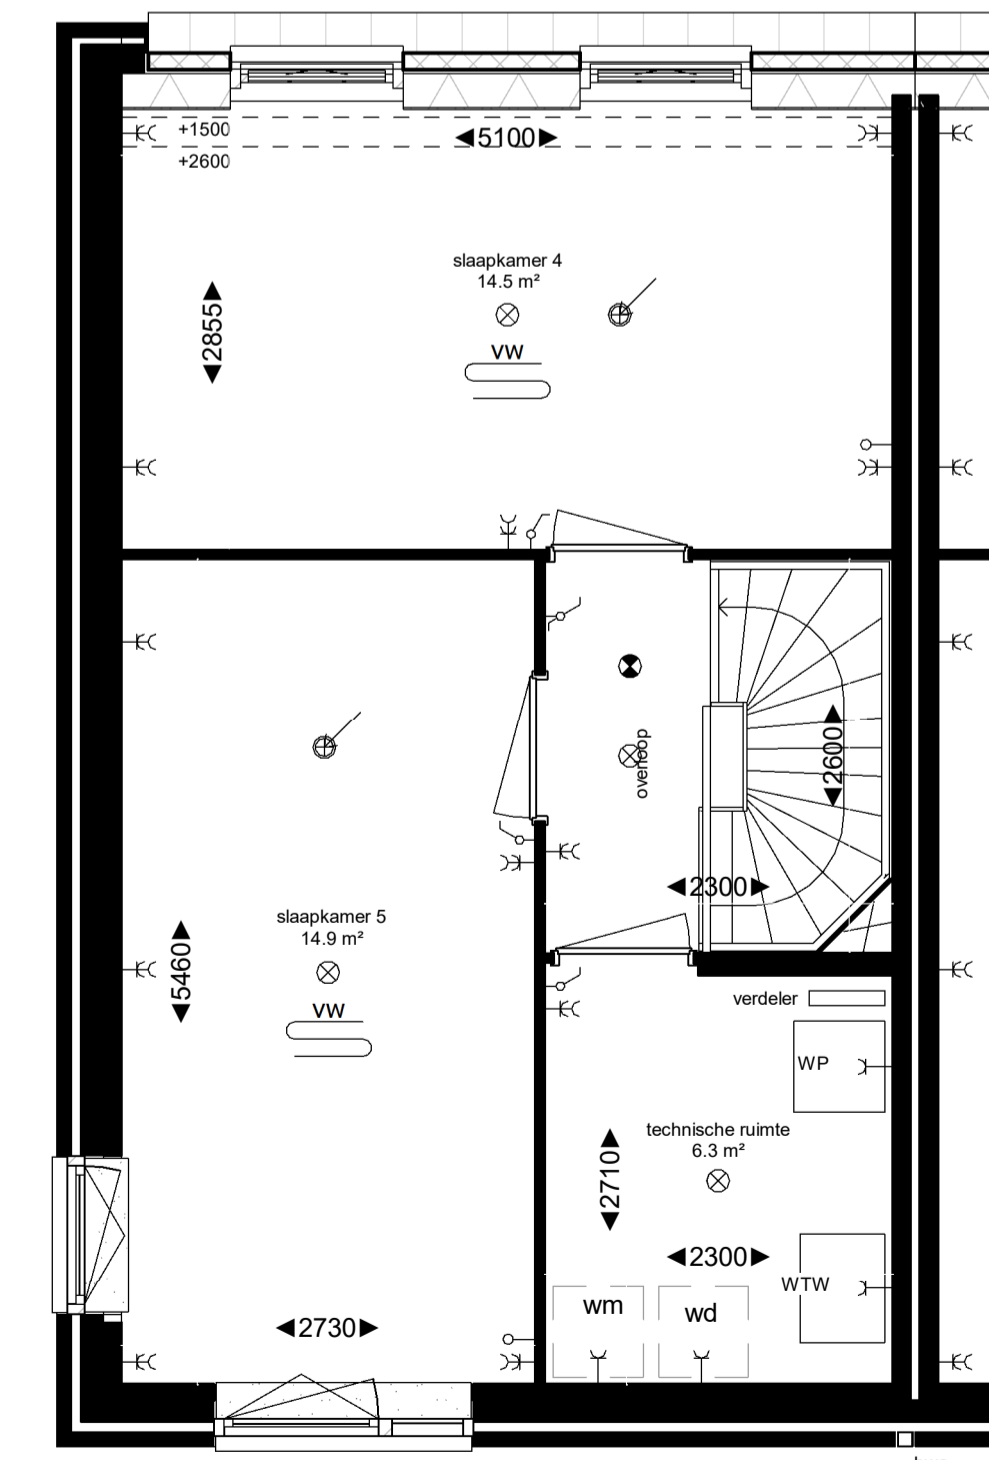 +1500
5100
+2600
slaapkamer 4
14.5 m²
2855
VW
overloop
2600
2300
slaapkamer 5
14.9 m²
5460
VW
verdeler
WP
technische ruimte
6.3 m²
2710
2300
WTW
wm
wd
2730